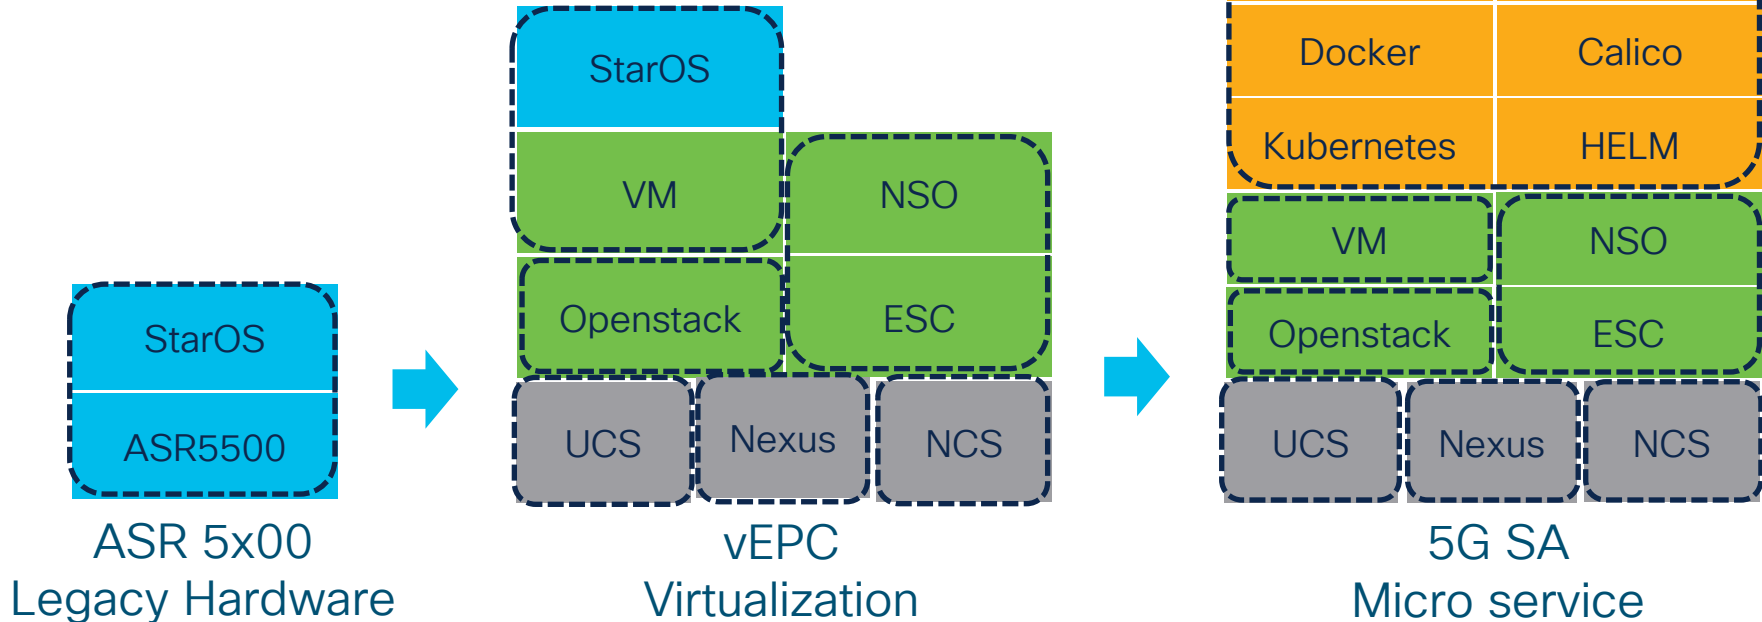 StarOS
ASR5500
ASR 5x00
Legacy Hardware
StarOS
VM
NSO
Openstack
ESC
UCS
Nexus
NCS
vEPC
Virtualization
Docker
Calico
Kubernetes
HELM
VM
NSO
Openstack
ESC
UCS
Nexus
NCS
5G SA
Micro service